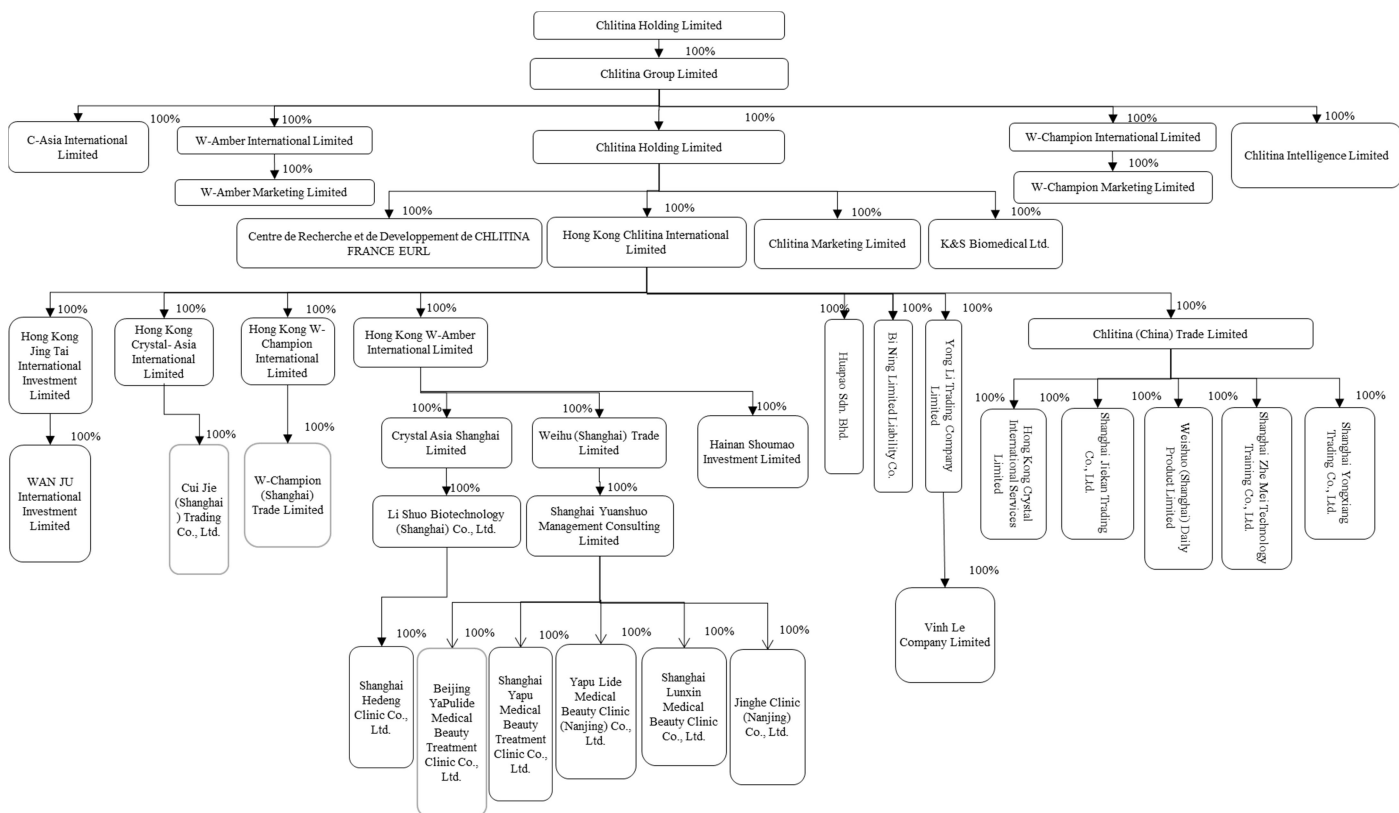 Chlitina Holding Limited
100%
Chlitina Group Limited
100%
C-Asia International
Limited
100%
W-Amber International Limited
100%
Chlitina Holding Limited
100%
W-Champion International Limited
100%
Chlitina Intelligence Limited
100%
W-Amber Marketing Limited
100%
W-Champion Marketing Limited
100%
Centre de Recherche et de Developpement de CHLITINA
FRANCE EURL
100%
Hong Kong Chlitina International
Limited
100%
Chlitina Marketing Limited
100%
K&S Biomedical Ltd.
100%
Hong Kong
Jing Tai
International
Investment
Limited
100%
Hong Kong
Crystal- Asia
International
Limited
100%
Hong Kong W-
Champion
International
Limited
100%
Hong Kong W-Amber
International Limited
100%
Huapao Sdn. Bhd.
100%
Bi Ning Limited Liability Co.
100%
Yong Li Trading Company
Limited
100%
Chlitina (China) Trade Limited
100%
WAN JU
International
Investment
Limited
100%
Cui Jie
(Shanghai
) Trading
Co., Ltd.
100%
W-Champion
(Shanghai)
Trade Limited
100%
Crystal Asia Shanghai
Limited
100%
Weihu (Shanghai) Trade
Limited
100%
Hainan Shoumao
Investment Limited
100%
Hong Kong Crystal
International Services
Limited
100%
Shanghai Jiekan Trading
Co., Ltd.
100%
Weishuo (Shanghai) Daily
Product Limited
100%
Shanghai Zhe Mei Technology
Training Co., Ltd.
100%
Shanghai Yongxiang
Trading Co., Ltd.
100%
Li Shuo Biotechnology
(Shanghai) Co., Ltd.
100%
Shanghai Yuanshuo
Management Consulting
Limited
100%
Vinh Le
Company Limited
100%
Shanghai
Hedeng
Clinic Co.,
Ltd.
100%
Beijing
YaPulide
Medical
Beauty
Treatment
Clinic Co.,
Ltd.
100%
Shanghai
Yapu
Medical
Beauty
Treatment
Clinic Co.,
Ltd.
100%
Yapu Lide
Medical
Beauty Clinic
(Nanjing) Co.,
Ltd.
100%
Shanghai
Lunxin
Medical
Beauty Clinic
Co., Ltd.
100%
Jinghe Clinic
(Nanjing)
Co., Ltd.
100%